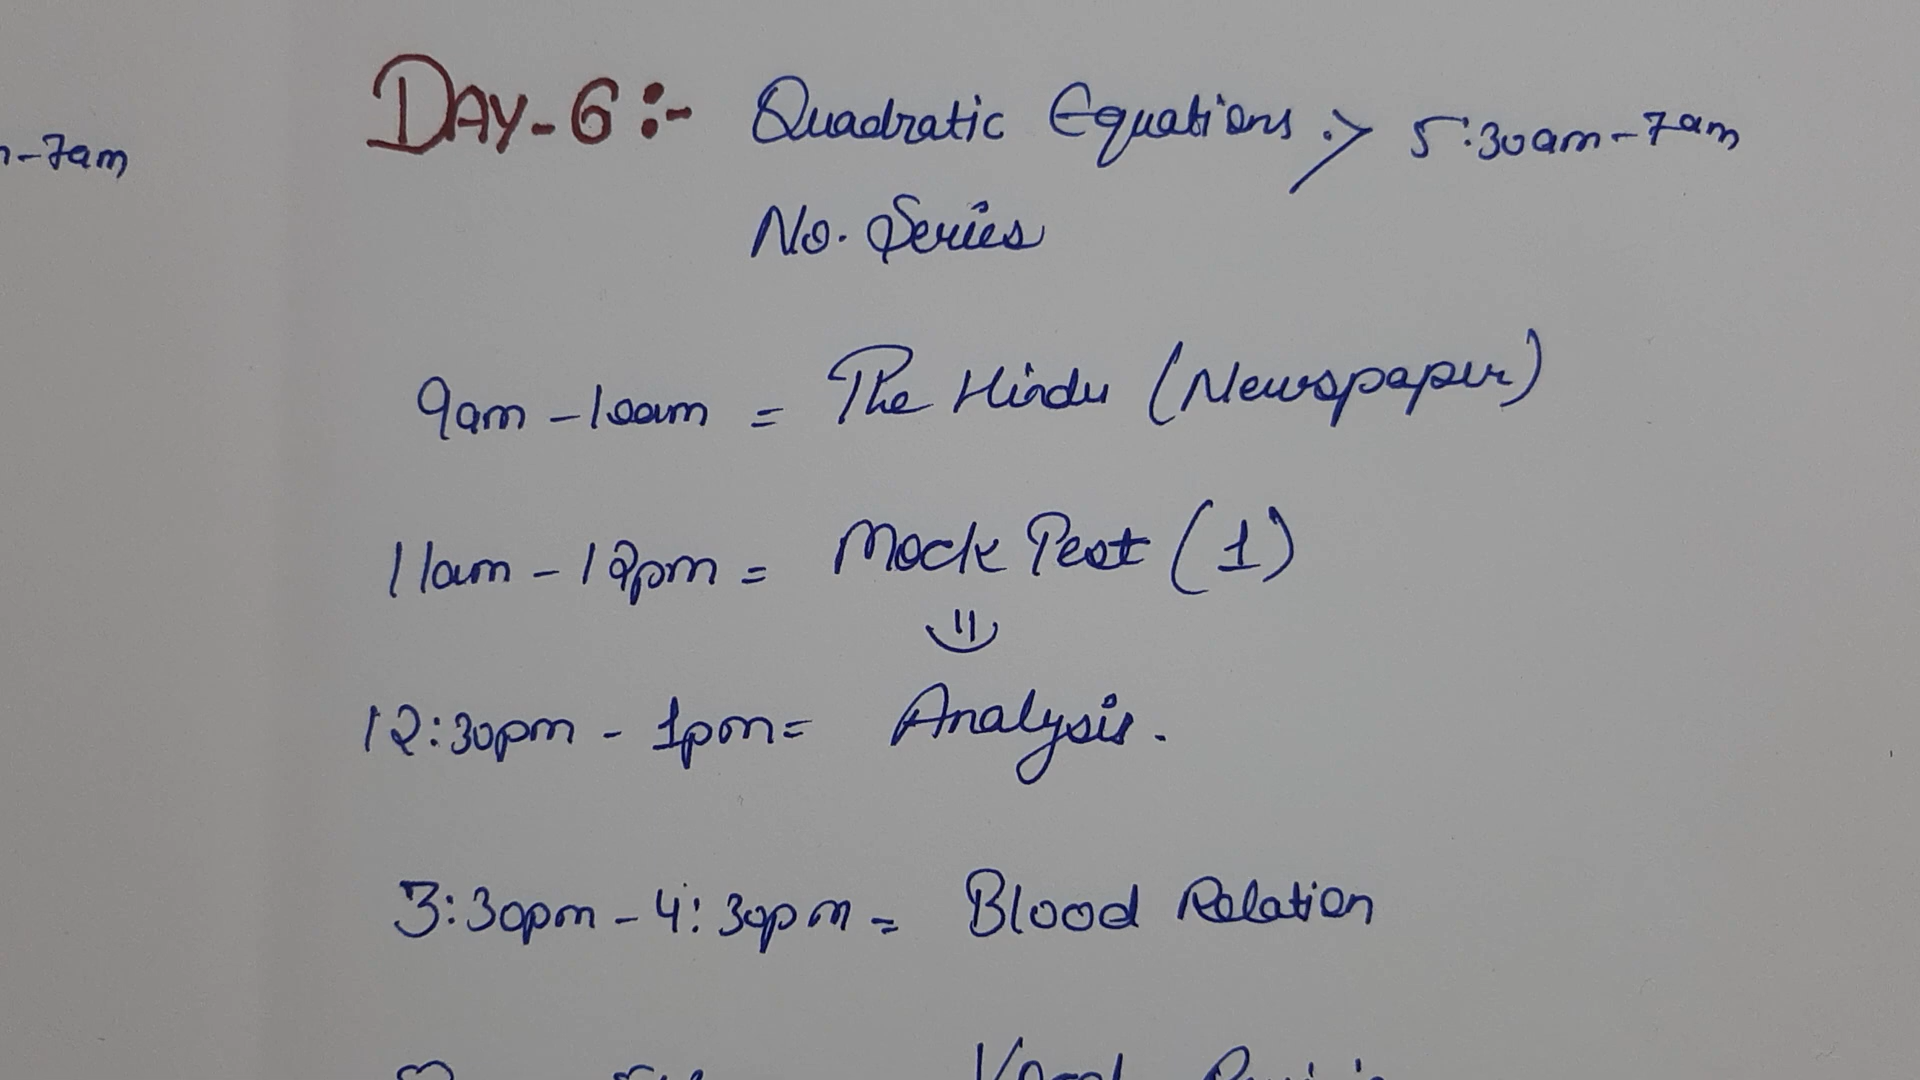 -7am
DAY-6:- Quadratic Equations :> 5:30am-7am
No. Series
9am-10am = The Hindu (Newspaper)
11am-12pm = Mock Test (1)
12:30pm - 1pm= Analysis.
3:30pm-4:30pm= Blood Relation